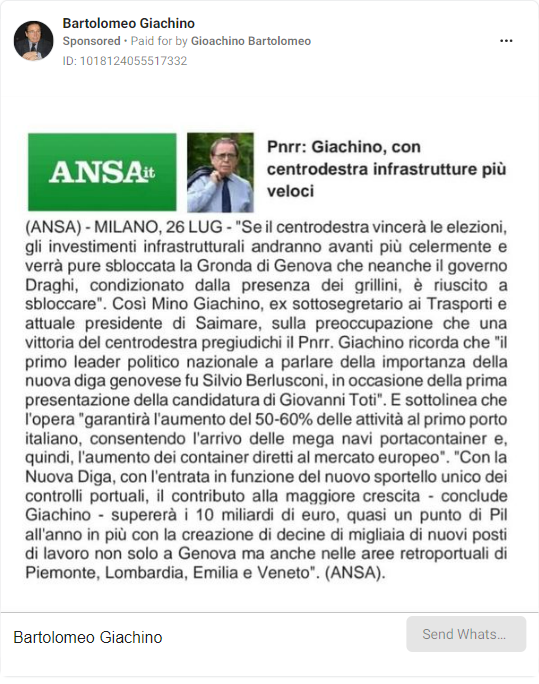 Bartolomeo Giachino
Sponsored • Paid for by Gioachino Bartolomeo
ID: 1018124055517332
ANSA.it
Pnrr: Giachino, con
centrodestra infrastrutture più
veloci
(ANSA) - MILANO, 26 LUG - "Se il centrodestra vincerà le elezioni,
gli investimenti infrastrutturali andranno avanti più celermente e
verrà pure sbloccata la Gronda di Genova che neanche il governo
Draghi, condizionato dalla presenza dei grillini, è riuscito a
sbloccare". Così Mino Giachino, ex sottosegretario ai Trasporti e
attuale presidente di Saimare, sulla preoccupazione che una
vittoria del centrodestra pregiudichi il Pnrr. Giachino ricorda che "il
primo leader politico nazionale a parlare della importanza della
nuova diga genovese fu Silvio Berlusconi, in occasione della prima
presentazione della candidatura di Giovanni Toti". E sottolinea che
l'opera "garantirà l'aumento del 50-60% delle attività al primo porto
italiano, consentendo l'arrivo delle mega navi portacontainer e,
quindi, l'aumento dei container diretti al mercato europeo". "Con la
Nuova Diga, con l'entrata in funzione del nuovo sportello unico dei
controlli portuali, il contributo alla maggiore crescita - conclude
Giachino - supererà i 10 miliardi di euro, quasi un punto di Pil
all'anno in più con la creazione di decine di migliaia di nuovi posti
di lavoro non solo a Genova ma anche nelle aree retroportuali di
Piemonte, Lombardia, Emilia e Veneto". (ANSA).
Bartolomeo Giachino
Send Whats...